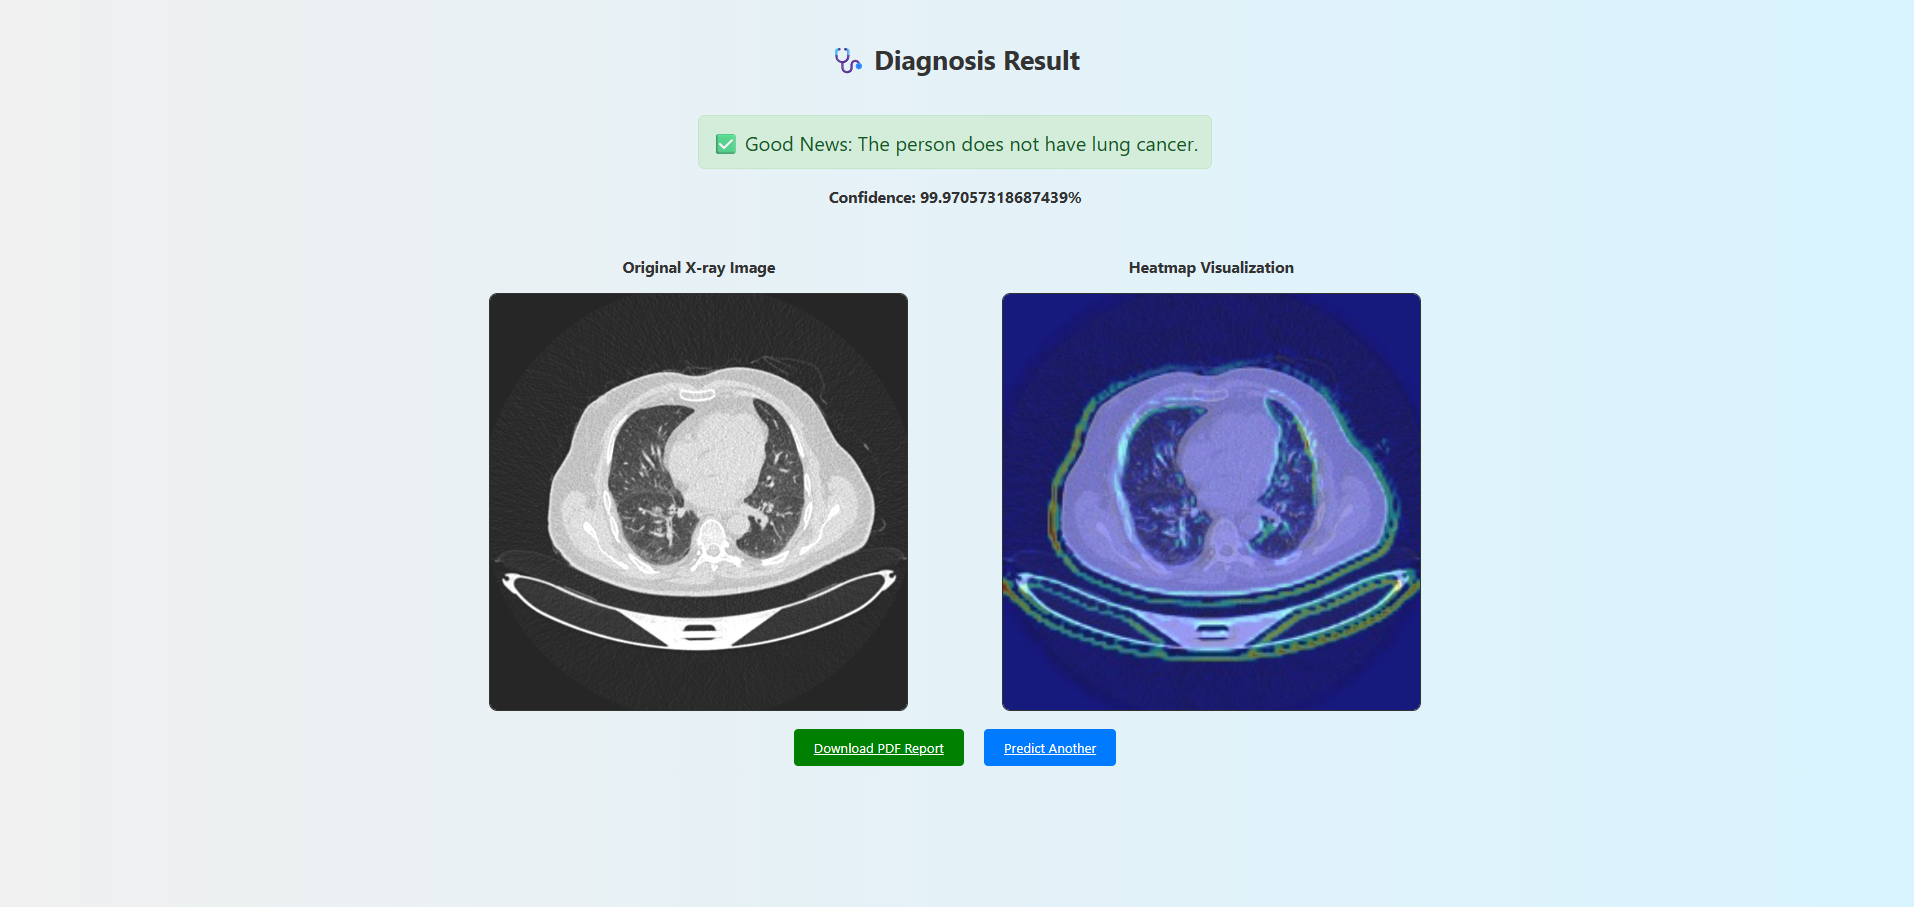 Diagnosis Result
Good News: The person does not have lung cancer.
Confidence: 99.97057318687439%
Original X-ray Image
Heatmap Visualization
Download PDF Report
Predict Another